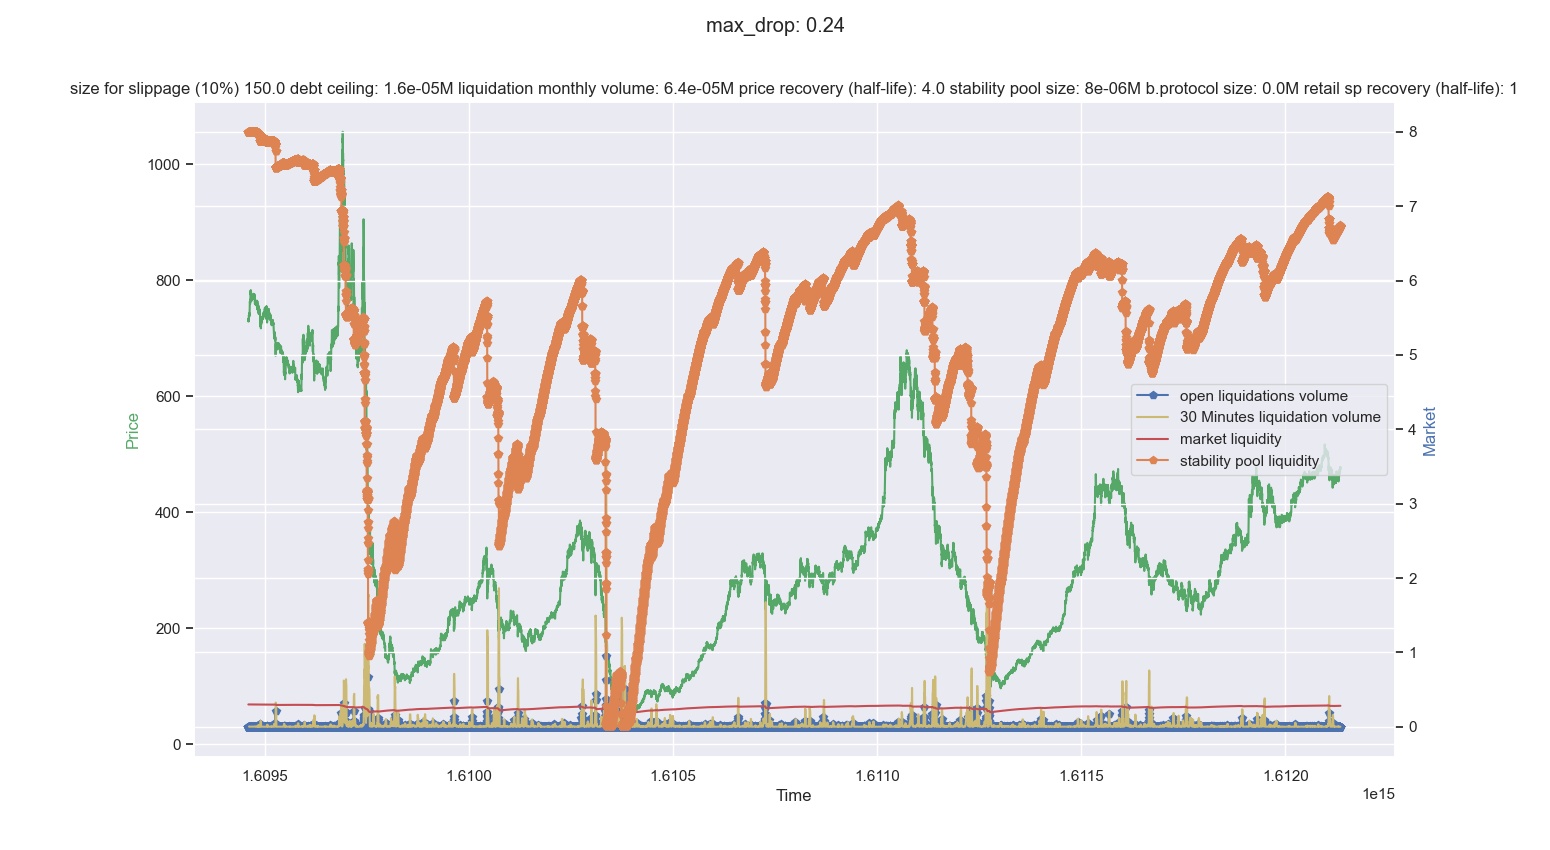 max_drop: 0.24
size for slippage (10%) 150.0 debt ceiling: 1.6e-05M liquidation monthly volume: 6.4e-05M price recovery (half-life): 4.0 stability pool size: 8e-06M b.protocol size: 0.0M retail sp recovery (half-life): 1
1000
800
600
400
200
0
Price
8
7
6
5
4
3
2
1
0
Market
open liquidations volume
30 Minutes liquidation volume
market liquidity
stability pool liquidity
1.6095 1.6100 1.6105 1.6110 1.6115 1.6120
1e15
Time